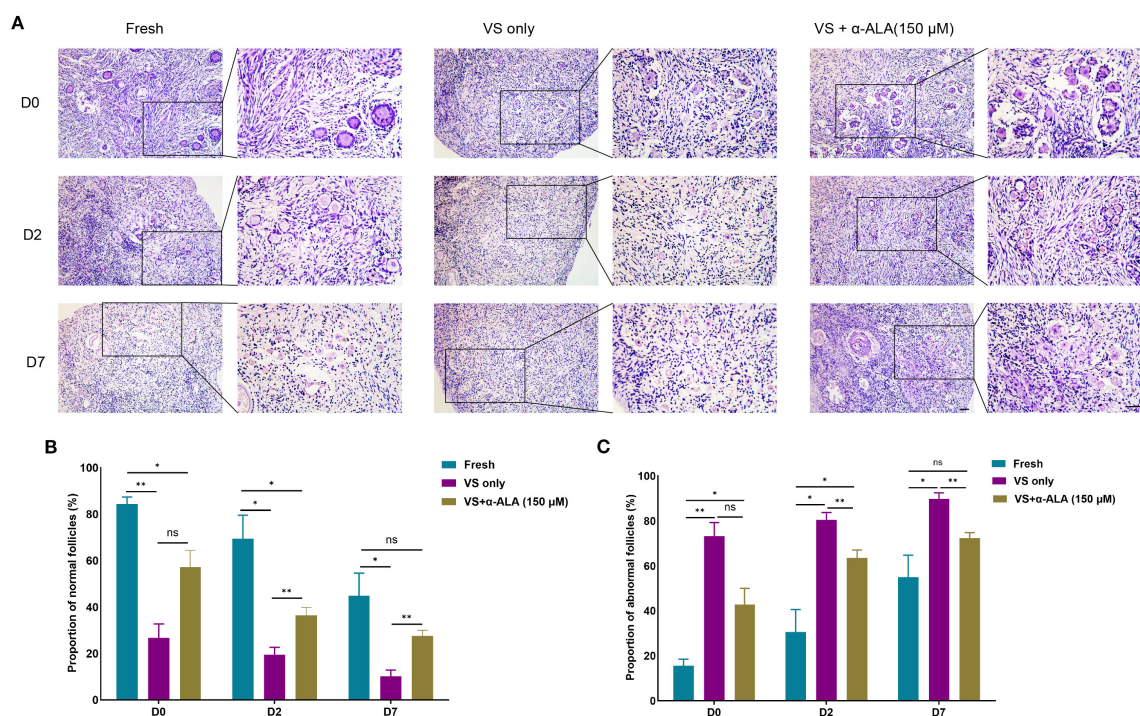 A
Fresh
VS only
VS + α-ALA(150 μM)
D0
D2
D7
B
Proportion of normal follicles (%)
100
80
60
40
20
0
*
**
ns
*
*
**
ns
*
**
D0
D2
D7
Fresh
VS only
VS+α-ALA (150 μM)
C
Proportion of abnormal follicles (%)
100
80
60
40
20
0
*
**
ns
*
*
**
ns
*
**
D0
D2
D7
Fresh
VS only
VS+α-ALA (150 μM)